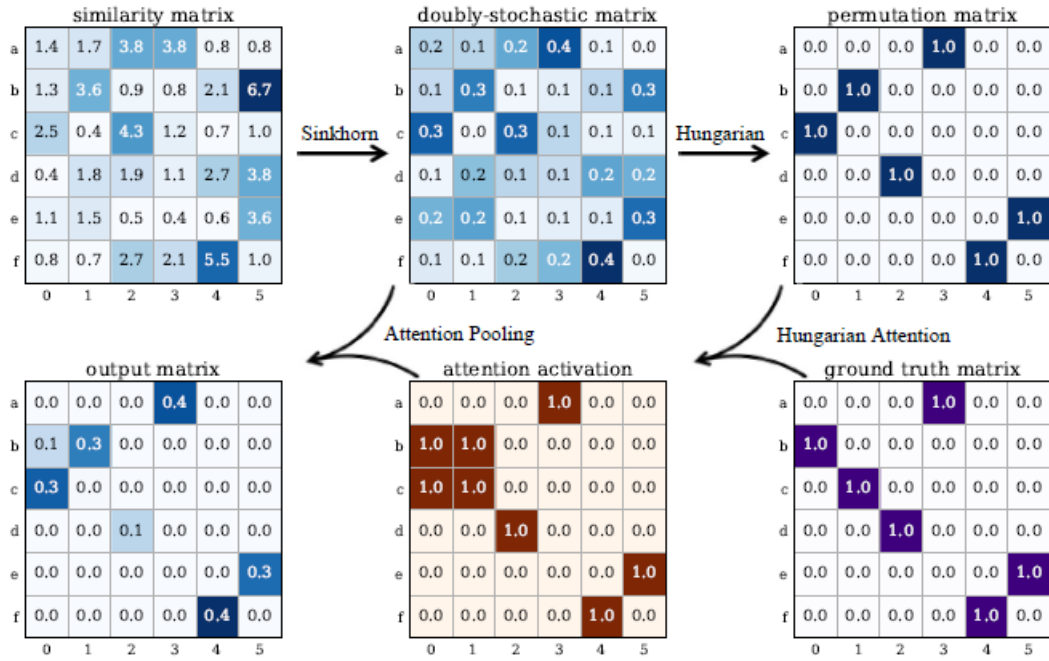 similarity matrix
a 1.4 1.7 3.8 3.8 0.8 0.8
b 1.3 3.6 0.9 0.8 2.1 6.7
c 2.5 0.4 4.3 1.2 0.7 1.0
d 0.4 1.8 1.9 1.1 2.7 3.8
e 1.1 1.5 0.5 0.4 0.6 3.6
f 0.8 0.7 2.7 2.1 5.5 1.0
0 1 2 3 4 5
Sinkhorn
doubly-stochastic matrix
a 0.2 0.1 0.2 0.4 0.1 0.0
b 0.1 0.3 0.1 0.1 0.1 0.3
c 0.3 0.0 0.3 0.1 0.1 0.1
d 0.1 0.2 0.1 0.1 0.2 0.2
e 0.2 0.2 0.1 0.1 0.1 0.3
f 0.1 0.1 0.2 0.2 0.4 0.0
0 1 2 3 4 5
Hungarian
permutation matrix
a 0.0 0.0 0.0 1.0 0.0 0.0
b 0.0 1.0 0.0 0.0 0.0 0.0
c 1.0 0.0 0.0 0.0 0.0 0.0
d 0.0 0.0 1.0 0.0 0.0 0.0
e 0.0 0.0 0.0 0.0 0.0 1.0
f 0.0 0.0 0.0 0.0 1.0 0.0
0 1 2 3 4 5
Attention Pooling
Hungarian Attention
output matrix
a 0.0 0.0 0.0 0.4 0.0 0.0
b 0.1 0.3 0.0 0.0 0.0 0.0
c 0.3 0.0 0.0 0.0 0.0 0.0
d 0.0 0.0 0.1 0.0 0.0 0.0
e 0.0 0.0 0.0 0.0 0.0 0.3
f 0.0 0.0 0.0 0.0 0.4 0.0
0 1 2 3 4 5
attention activation
a 0.0 0.0 0.0 1.0 0.0 0.0
b 1.0 1.0 0.0 0.0 0.0 0.0
c 1.0 1.0 0.0 0.0 0.0 0.0
d 0.0 0.0 1.0 0.0 0.0 0.0
e 0.0 0.0 0.0 0.0 0.0 1.0
f 0.0 0.0 0.0 0.0 1.0 0.0
0 1 2 3 4 5
ground truth matrix
a 0.0 0.0 0.0 1.0 0.0 0.0
b 1.0 0.0 0.0 0.0 0.0 0.0
c 0.0 1.0 0.0 0.0 0.0 0.0
d 0.0 0.0 1.0 0.0 0.0 0.0
e 0.0 0.0 0.0 0.0 0.0 1.0
f 0.0 0.0 0.0 0.0 1.0 0.0
0 1 2 3 4 5